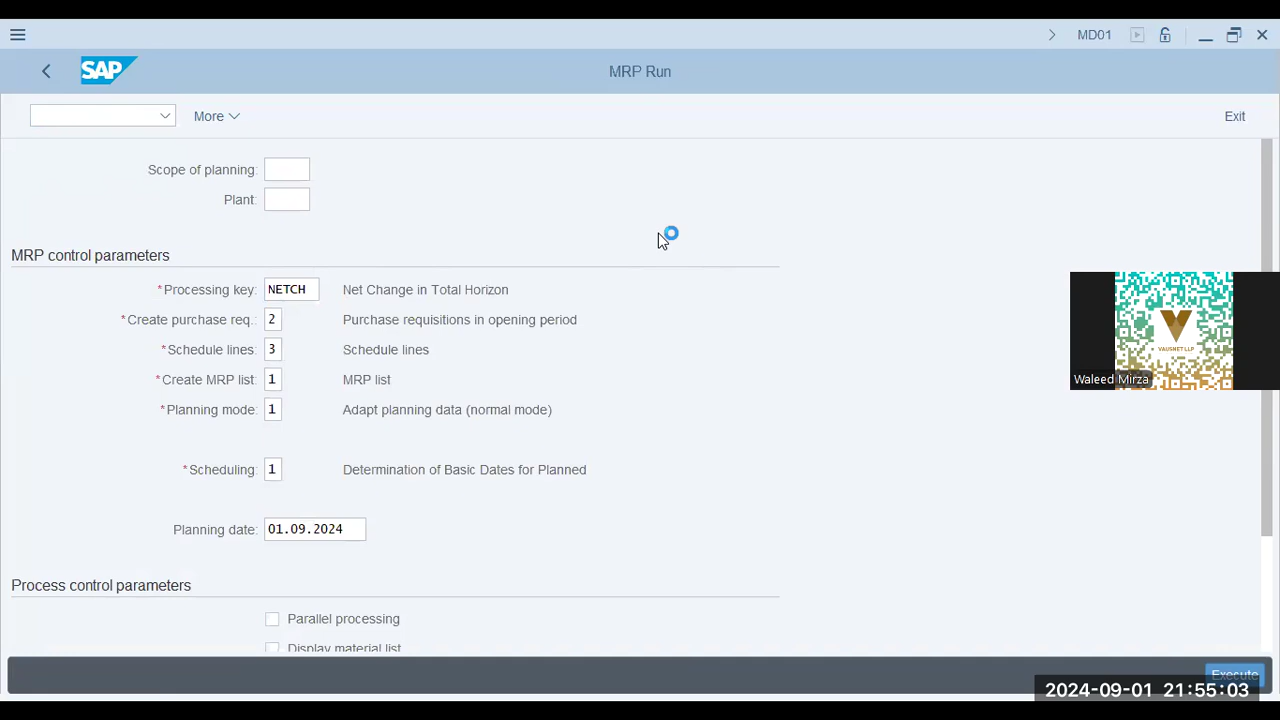 MD01
SAP
MRP Run
More
Exit
Scope of planning:
Plant:
MRP control parameters
*Processing key: NETCH Net Change in Total Horizon
*Create purchase req.: 2 Purchase requisitions in opening period
*Schedule lines: 3 Schedule lines
*Create MRP list: 1 MRP list
*Planning mode: 1 Adapt planning data (normal mode)
*Scheduling: 1 Determination of Basic Dates for Planned
Planning date: 01.09.2024
Process control parameters
Parallel processing
Display material list
VAUSNET LLP
Waleed Mirza
Execute
2024-09-01 21:55:03